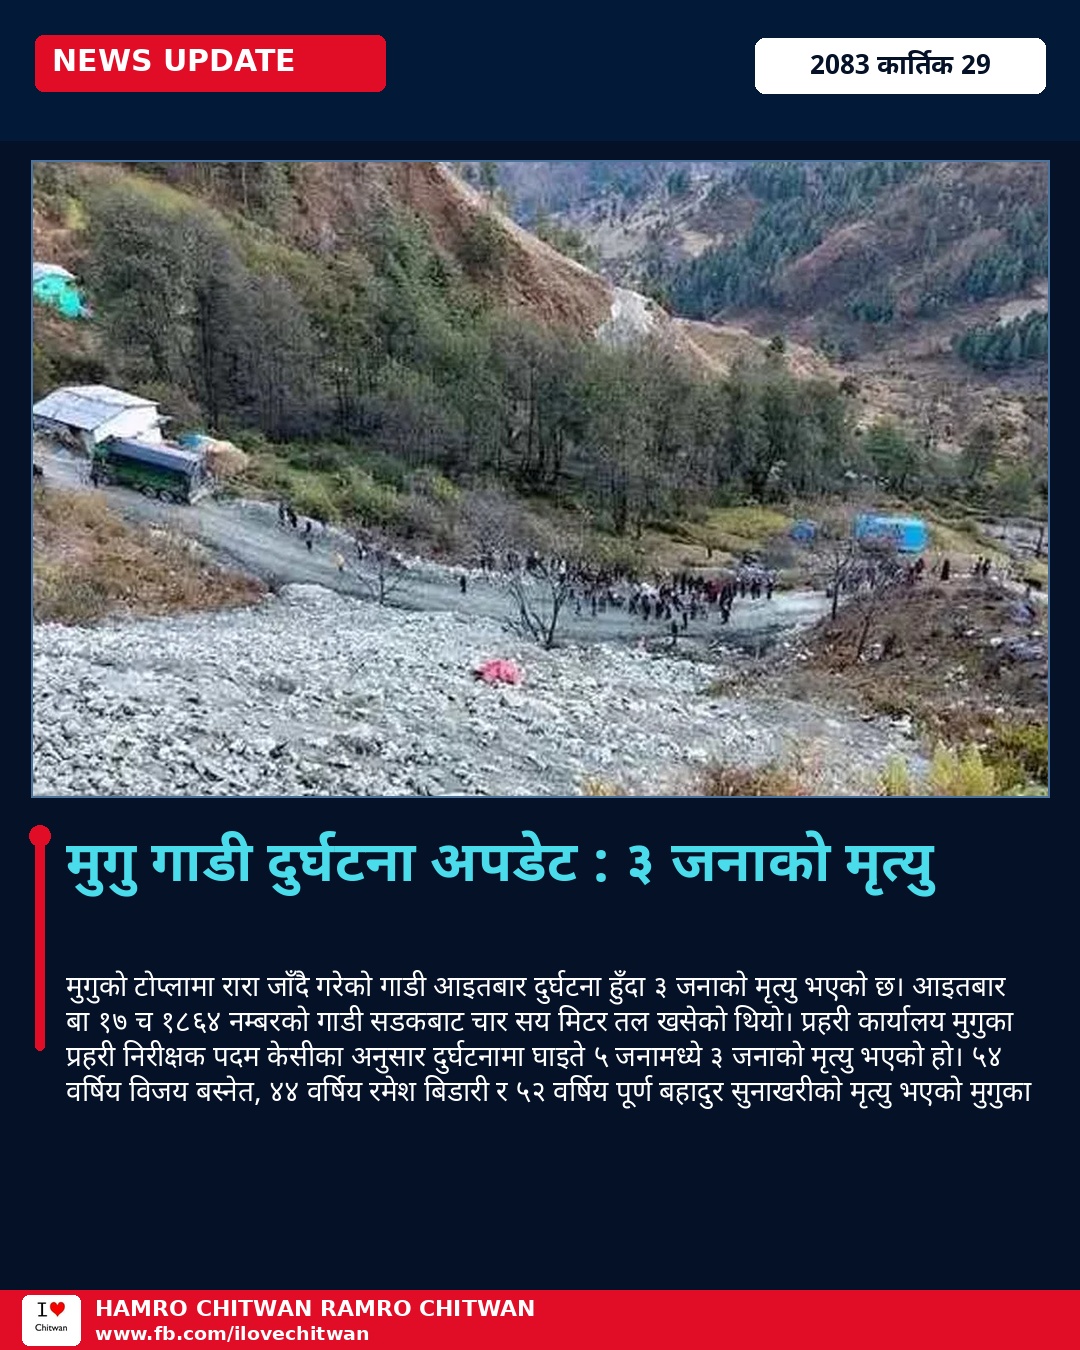 NEWS UPDATE
2083 कार्तिक 29
मुगु गाडी दुर्घटना अपडेट : ३ जनाको मृत्यु
मुगुको टोप्लामा रारा जाँदै गरेको गाडी आइतबार दुर्घटना हुँदा ३ जनाको मृत्यु भएको छ। आइतबार
बा १७ च १८६४ नम्बरको गाडी सडकबाट चार सय मिटर तल खसेको थियो। प्रहरी कार्यालय मुगुका
प्रहरी निरीक्षक पदम केसीका अनुसार दुर्घटनामा घाइते ५ जनामध्ये ३ जनाको मृत्यु भएको हो। ५४
वर्षिय विजय बस्नेत, ४४ वर्षिय रमेश बिडारी र ५२ वर्षिय पूर्ण बहादुर सुनाखरीको मृत्यु भएको मुगुका
I♥
Chitwan
HAMRO CHITWAN RAMRO CHITWAN
www.fb.com/ilovechitwan